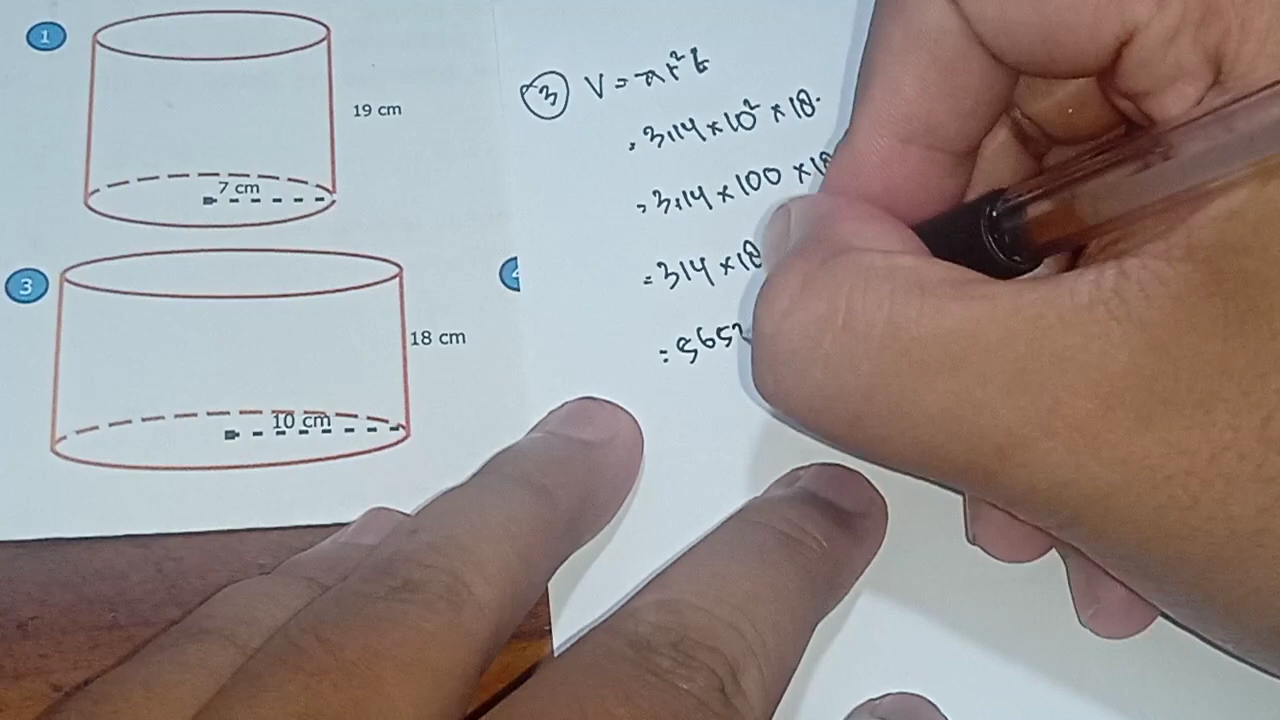 1
19 cm
7 cm
3
18 cm
10 cm
③ V = πr²t
= 3,14 × 10² × 18
= 3,14 × 100 × 18
= 314 × 18
= 5652